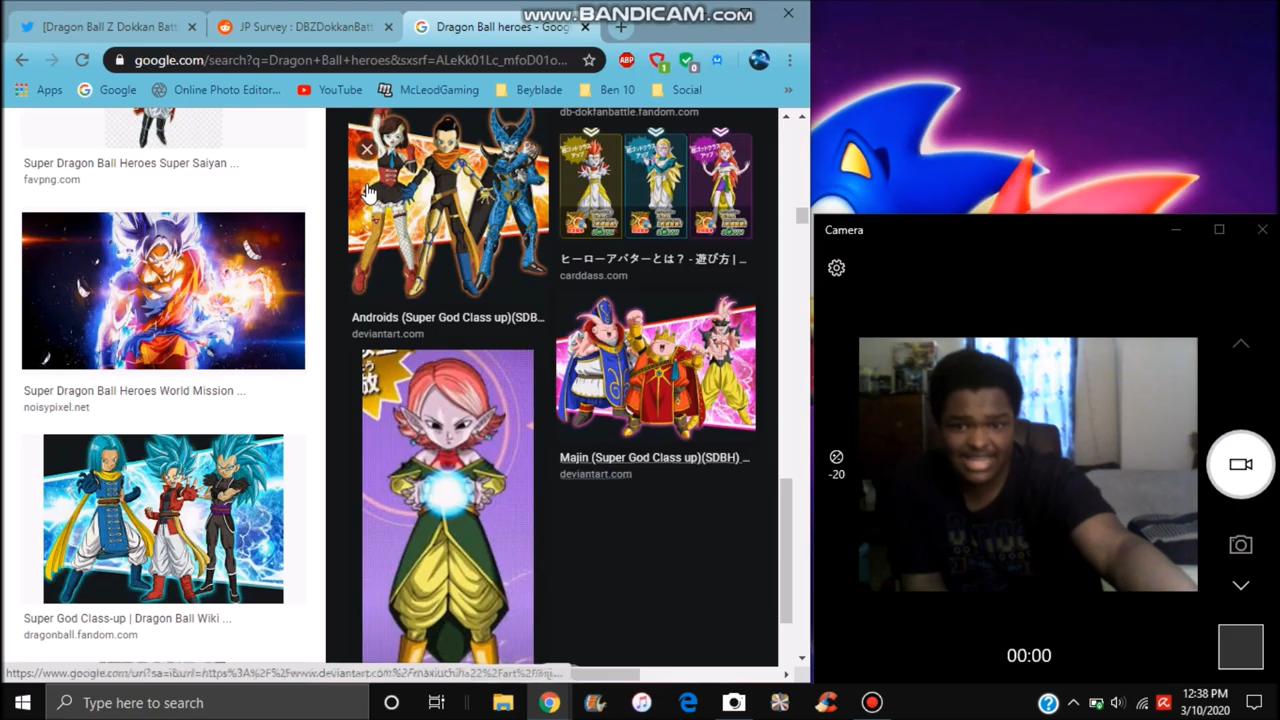 www.BANDICAM.com
[Dragon Ball Z Dokkan Batt
JP Survey : DBZDokkanBatt
Dragon Ball heroes - Goog
google.com/search?q=Dragon+Ball+heroes&sxsrf=ALeKk01Lc_mfoD01o...
1
0
Apps
Google
Online Photo Editor...
YouTube
McLeodGaming
Beyblade
Ben 10
Social
»
db-dokfanbattle.fandom.com
Super Dragon Ball Heroes Super Saiyan ...
favpng.com
ヒーローアバターとは？ - 遊び方 | ...
carddass.com
Androids (Super God Class up)(SDB...
deviantart.com
Super Dragon Ball Heroes World Mission ...
noisypixel.net
Majin (Super God Class up)(SDBH) ...
deviantart.com
Super God Class-up | Dragon Ball Wiki ...
dragonball.fandom.com
Camera
-20
00:00
Type here to search
12:38 PM
3/10/2020